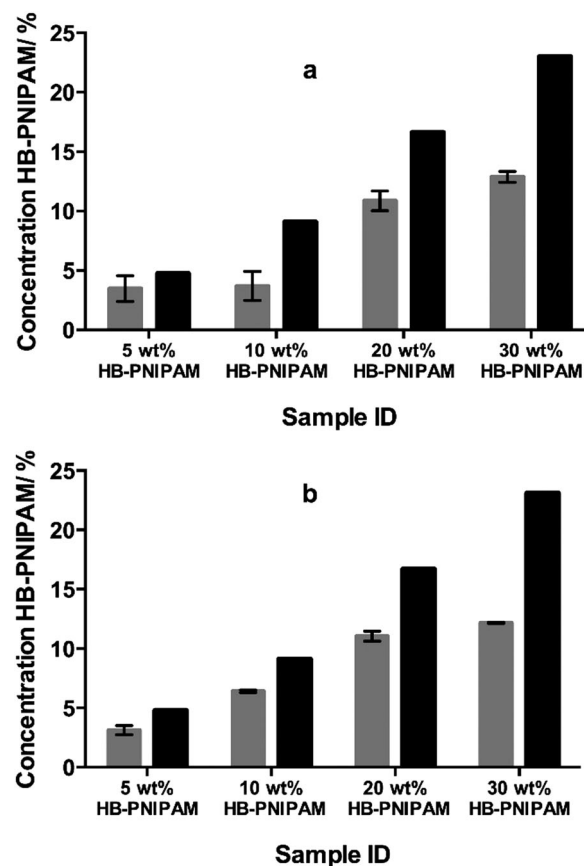 a
Concentration HB-PNIPAM/ %
25
20
15
10
5
0
5 wt% 10 wt% 20 wt% 30 wt%
HB-PNIPAM HB-PNIPAM HB-PNIPAM HB-PNIPAM
Sample ID
b
Concentration HB-PNIPAM/ %
25
20
15
10
5
0
5 wt% 10 wt% 20 wt% 30 wt%
HB-PNIPAM HB-PNIPAM HB-PNIPAM HB-PNIPAM
Sample ID